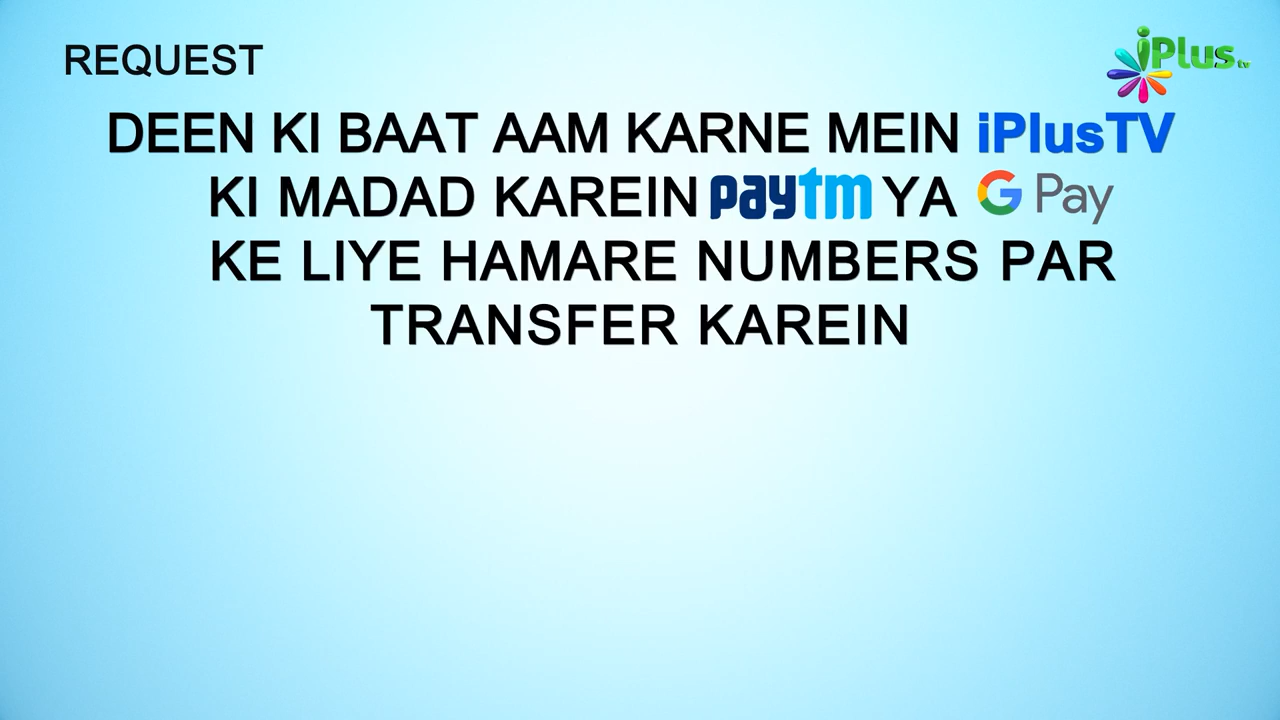 REQUEST
iPlus tv
DEEN KI BAAT AAM KARNE MEIN iPlusTV
KI MADAD KAREIN paytm YA G Pay
KE LIYE HAMARE NUMBERS PAR
TRANSFER KAREIN